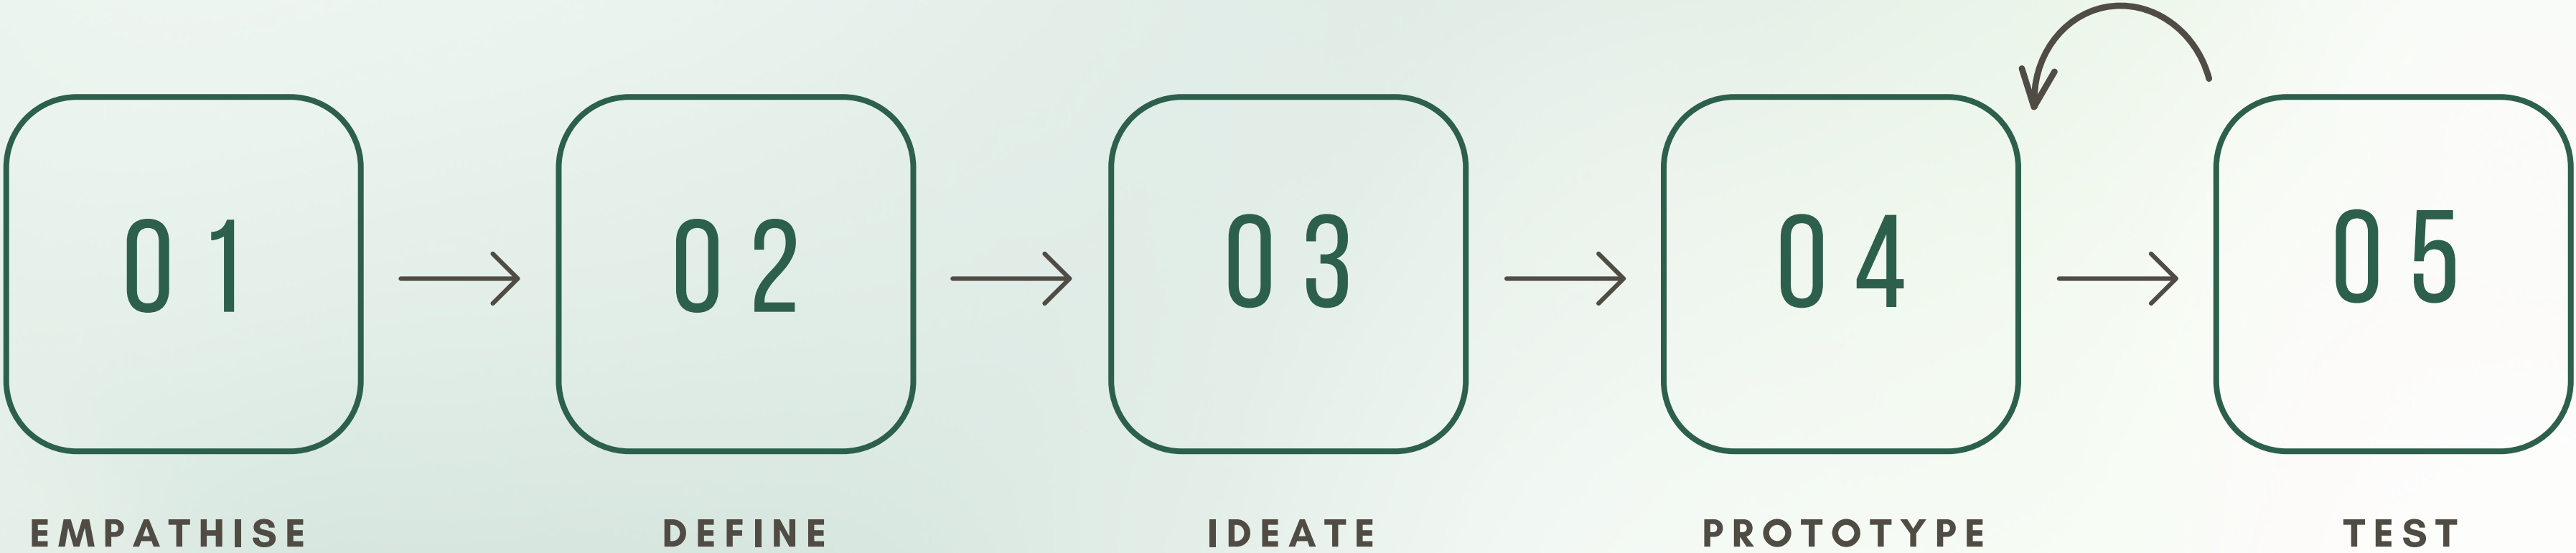 01
02
03
04
05
EMPATHISE
DEFINE
IDEATE
PROTOTYPE
TEST